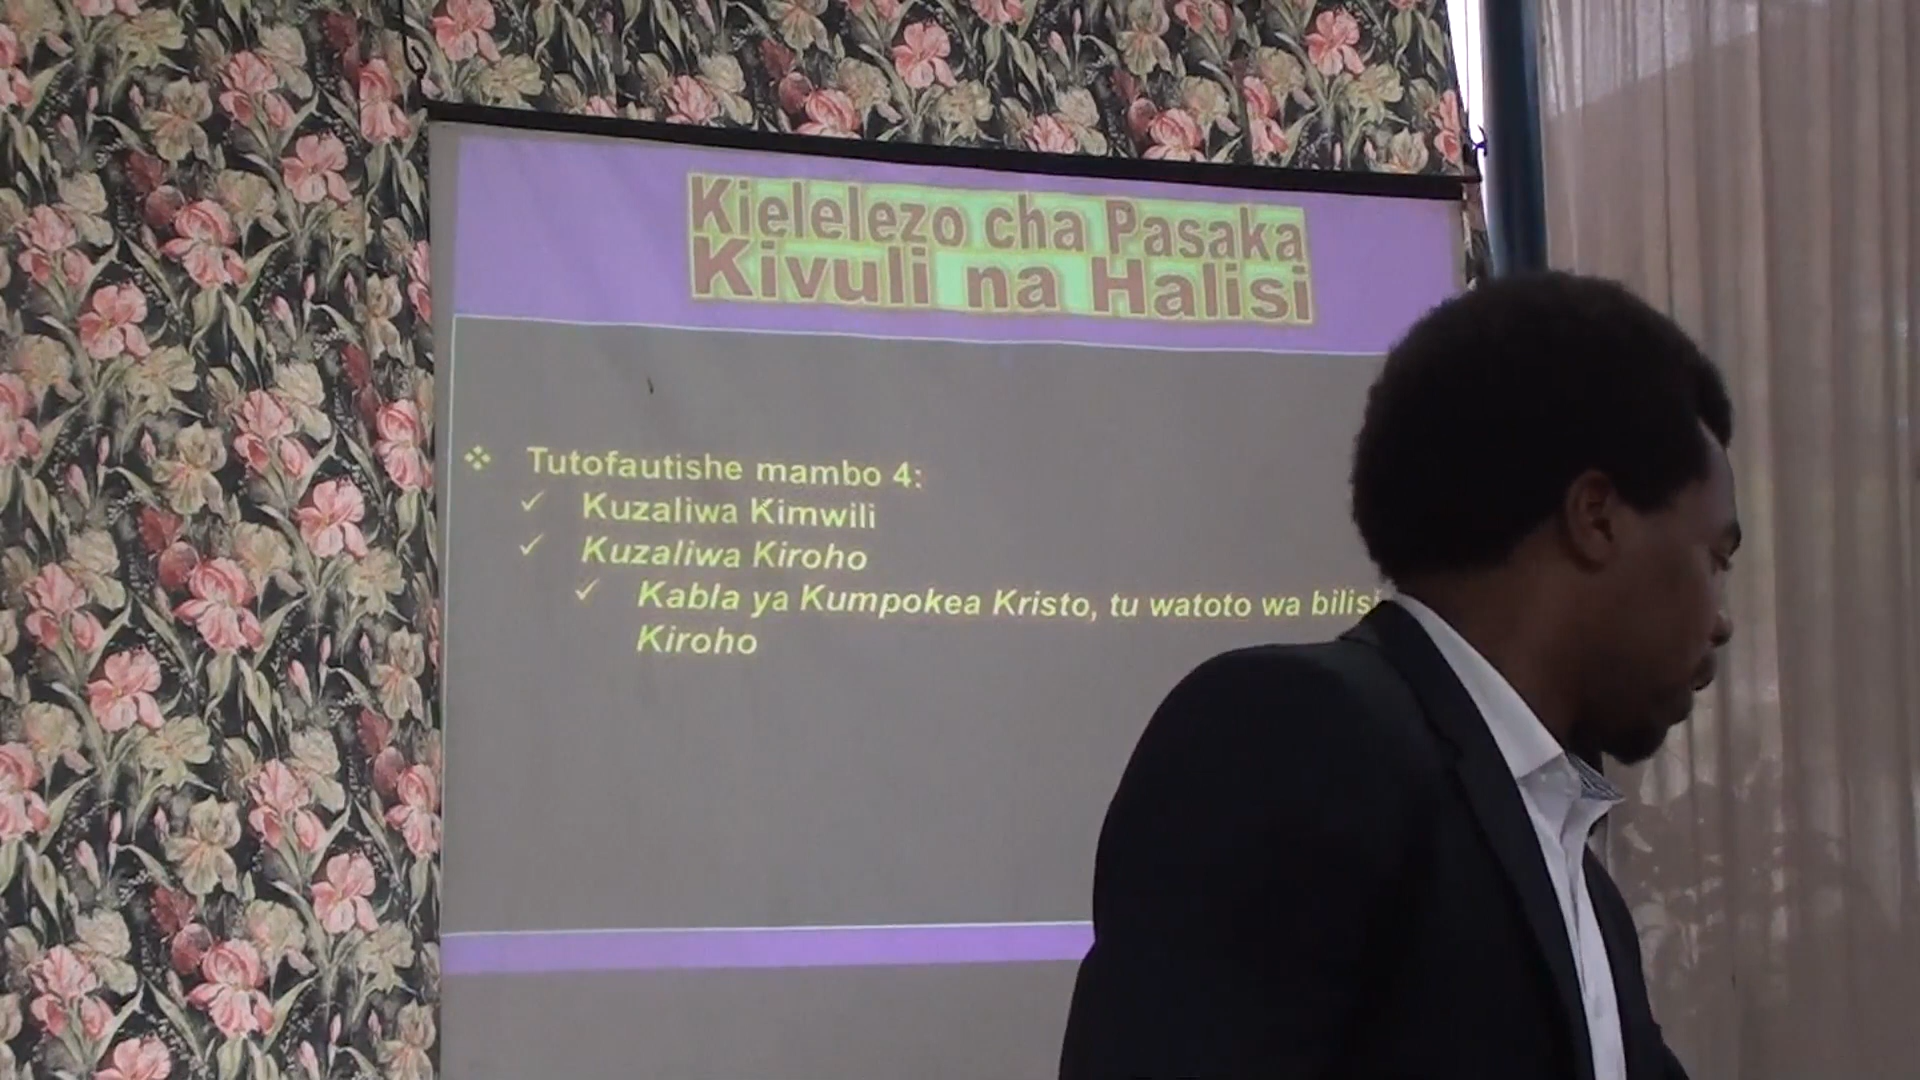 Kielelezo cha Pasaka
Kivuli na Halisi
Tutofautishe mambo 4:
Kuzaliwa Kimwili
Kuzaliwa Kiroho
Kabla ya Kumpokea Kristo, tu watoto wa bilisi
Kiroho